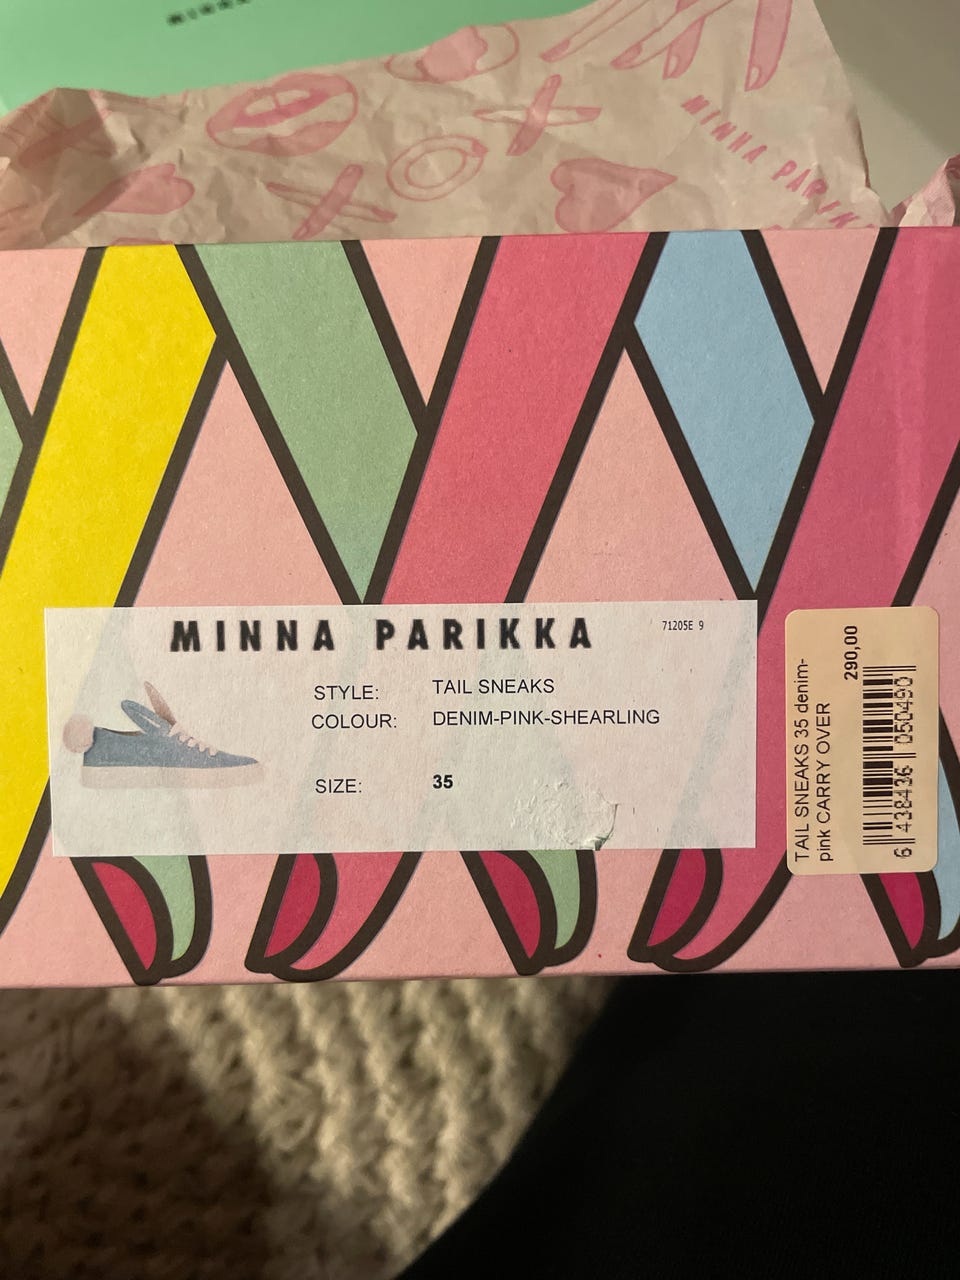 MINNA PARIKK
MINNA PARIKKA
71205E 9
STYLE: TAIL SNEAKS
COLOUR: DENIM-PINK-SHEARLING
SIZE: 35
TAIL SNEAKS 35 denim-
pink CARRY OVER
290,00
6 438436 050490